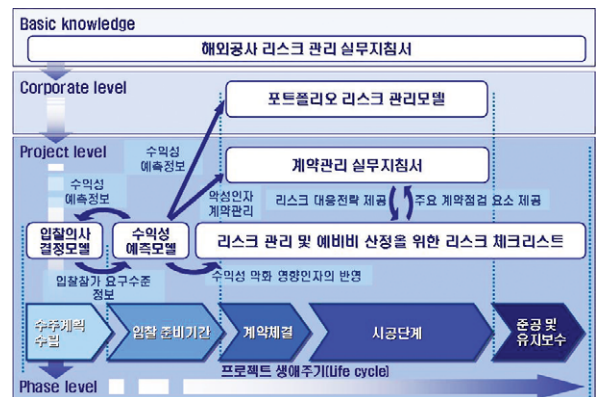 Basic knowledge
해외공사 리스크 관리 실무지침서
Corporate level
포트폴리오 리스크 관리모델
Project level
수익성
예측정보
계약관리 실무지침서
수익성
예측정보
악성인자
계약관리
리스크 대응전략 제공
주요 계약점검 요소 제공
입찰의사
결정모델
수익성
예측모델
리스크 관리 및 예비비 산정을 위한 리스크 체크리스트
입찰참가 요구수준
정보
수익성 악화 영향인자의 반영
수주계획
수립
입찰 준비기간
계약체결
시공단계
준공 및
유지보수
프로젝트 생애주기(Life cycle)
Phase level